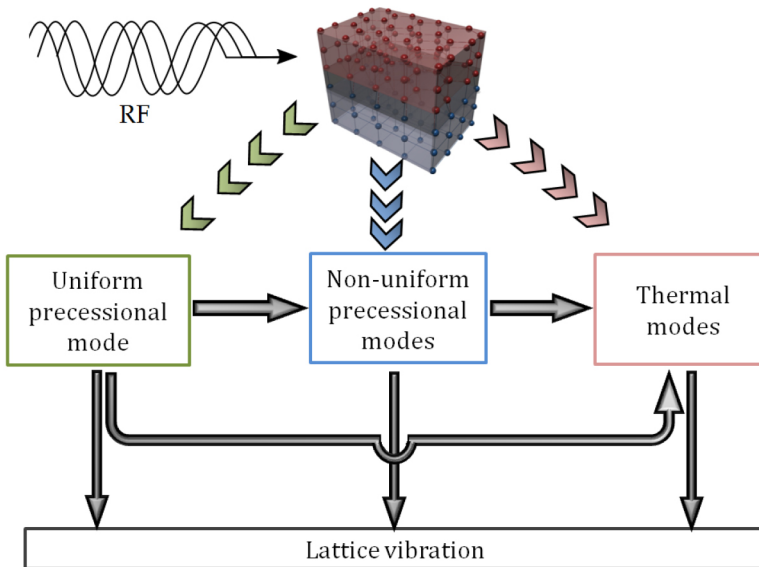 RF
Uniform
precessional
mode
Non-uniform
precessional
modes
Thermal
modes
Lattice vibration